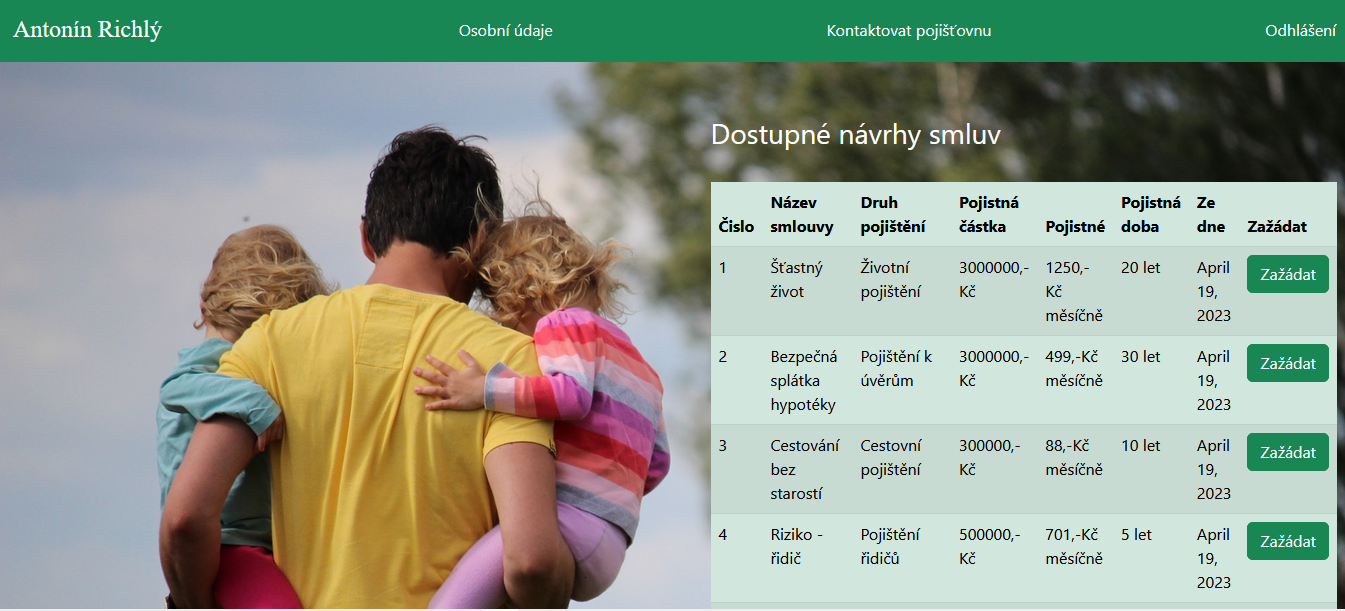 Antonín Richlý Osobní údaje Kontaktovat pojišťovnu Odhlášení
Dostupné návrhy smluv
Čislo Název smlouvy Druh pojištění Pojistná částka Pojistné Pojistná doba Ze dne Zažádat
1 Šťastný život Životní pojištění 3000000,- Kč 1250,- Kč měsíčně 20 let April 19, 2023 Zažádat
2 Bezpečná splátka hypotéky Pojištění k úvěrům 3000000,- Kč 499,-Kč měsíčně 30 let April 19, 2023 Zažádat
3 Cestování bez starostí Cestovní pojištění 300000,- Kč 88,-Kč měsíčně 10 let April 19, 2023 Zažádat
4 Riziko - řidič Pojištění řidičů 500000,- Kč 701,-Kč měsíčně 5 let April 19, 2023 Zažádat